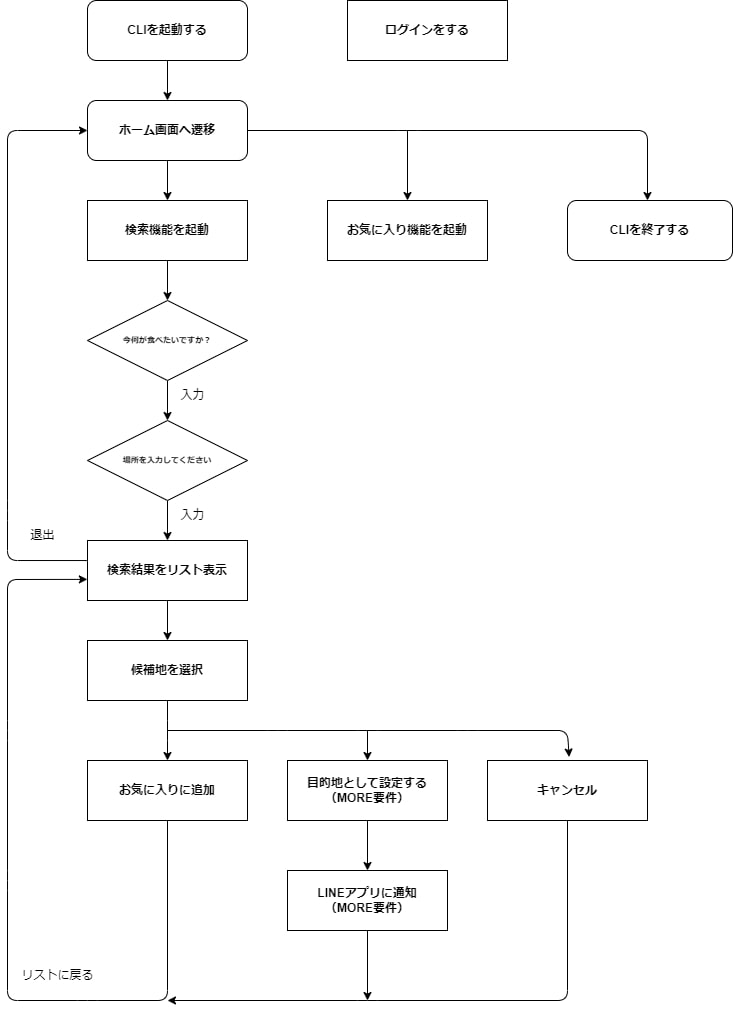 CLIを起動する
ログインをする
ホーム画面へ遷移
検索機能を起動
お気に入り機能を起動
CLIを終了する
今何が食べたいですか？
入力
場所を入力してください
入力
退出
検索結果をリスト表示
候補地を選択
お気に入りに追加
目的地として設定する
（MORE要件）
キャンセル
LINEアプリに通知
（MORE要件）
リストに戻る